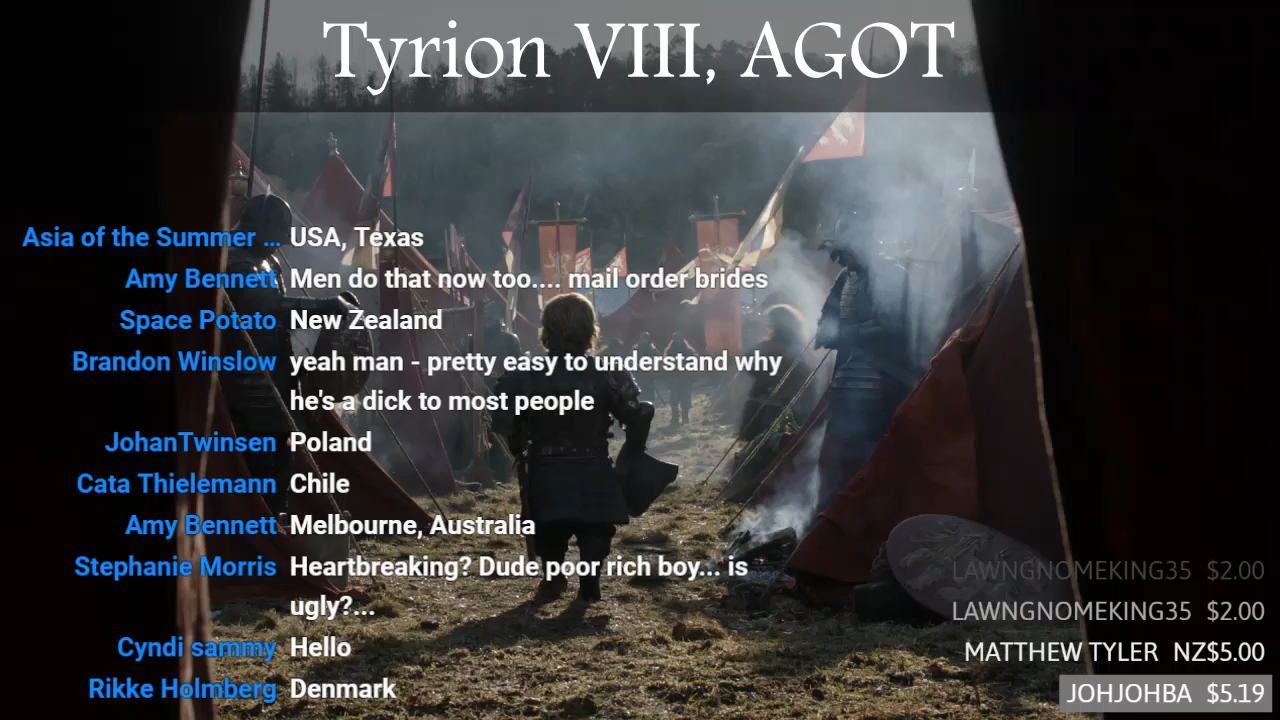 Tyrion VIII, AGOT
Asia of the Summer ... USA, Texas
Amy Bennett Men do that now too.... mail order brides
Space Potato New Zealand
Brandon Winslow yeah man - pretty easy to understand why
he's a dick to most people
JohanTwinsen Poland
Cata Thielemann Chile
Amy Bennett Melbourne, Australia
Stephanie Morris Heartbreaking? Dude poor rich boy... is
ugly?...
Cyndi sammy Hello
Rikke Holmberg Denmark
LAWNGNOMEKING35 $2.00
LAWNGNOMEKING35 $2.00
MATTHEW TYLER NZ$5.00
JOHJOHBA $5.19